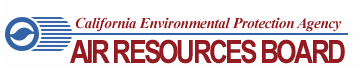 California Environmental Protection Agency
AIR RESOURCES BOARD